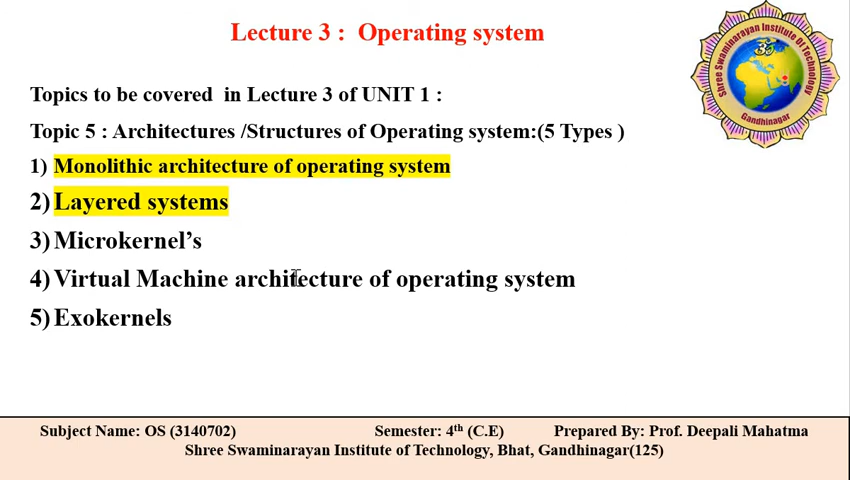 Lecture 3 :  Operating system
Shree Swaminarayan Institute Of Technology
Gandhinagar
Topics to be covered  in Lecture 3 of UNIT 1 :
Topic 5 : Architectures /Structures of Operating system:(5 Types )
1) Monolithic architecture of operating system
2) Layered systems
3) Microkernel’s
4) Virtual Machine architecture of operating system
5) Exokernels
Subject Name: OS (3140702) Semester: 4th (C.E) Prepared By: Prof. Deepali Mahatma
Shree Swaminarayan Institute of Technology, Bhat, Gandhinagar(125)